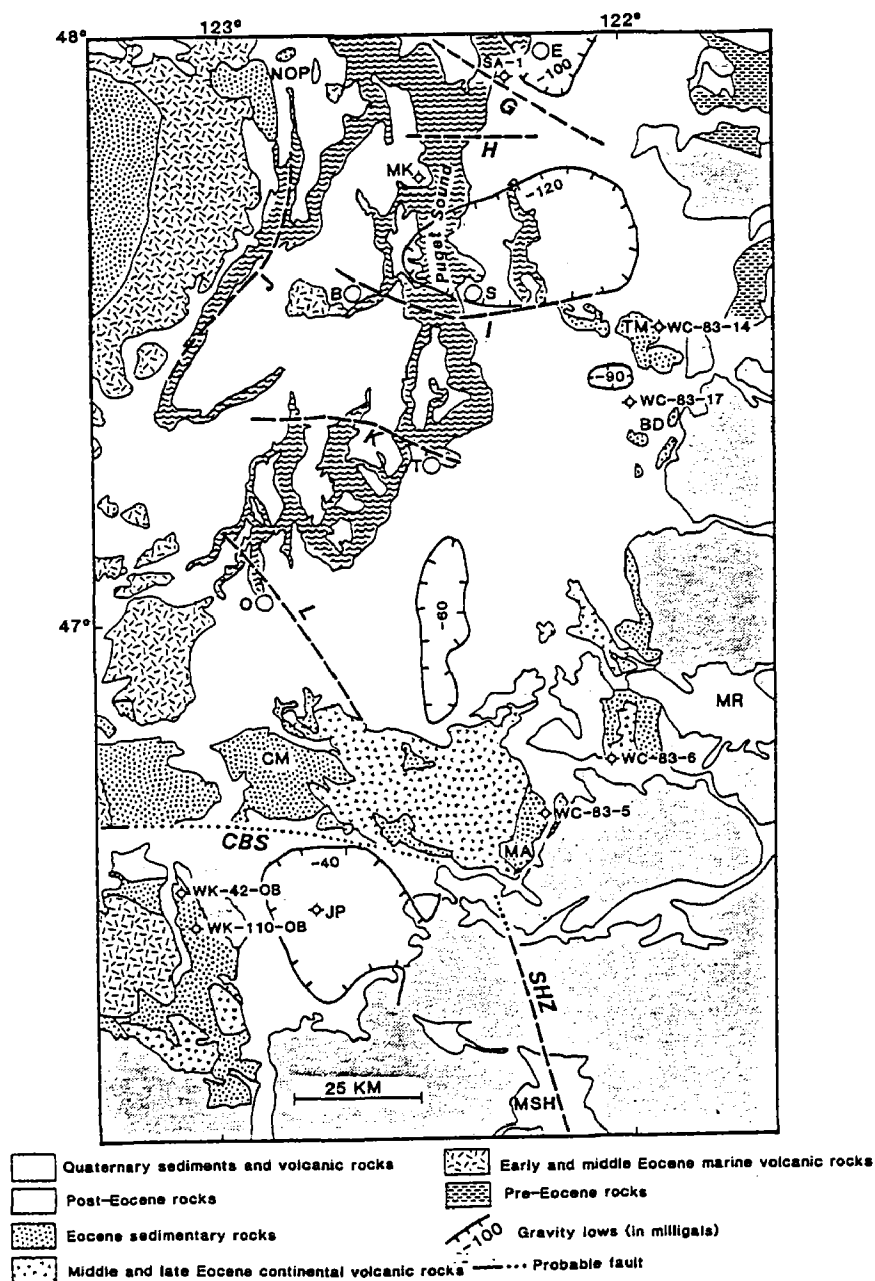 123° 122°
48°
NOP
E
SA-1
-100
G
H
MK
Puget Sound
-120
J
B
S
I
TM WC-83-14
-90
WC-83-17
BD
K
T
-60
O
L
47°
MR
CM
WC-83-6
WC-83-5
MA
CBS
-40
WK-42-OB
JP
WK-110-OB
SHZ
25 KM
MSH
Quaternary sediments and volcanic rocks
Post-Eocene rocks
Eocene sedimentary rocks
Middle and late Eocene continental volcanic rocks
Early and middle Eocene marine volcanic rocks
Pre-Eocene rocks
-100 Gravity lows (in milligals)
Probable fault